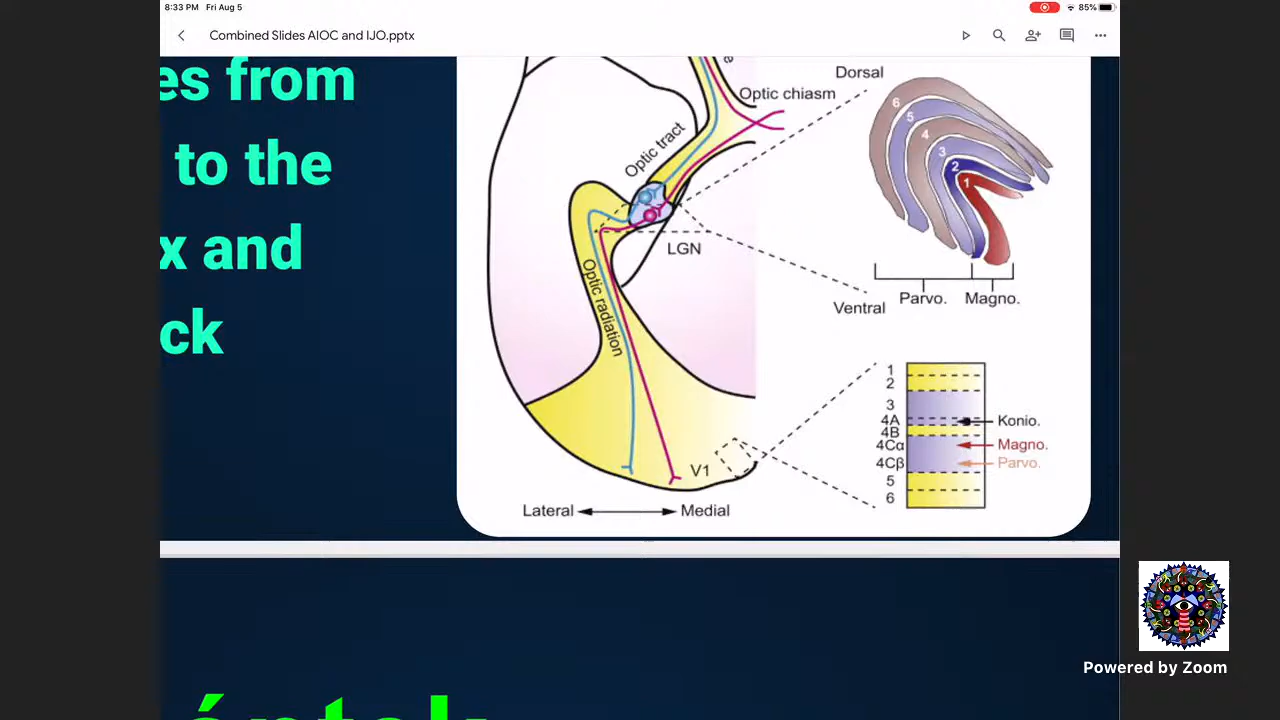 8:33 PM Fri Aug 5
85%
Combined Slides AIOC and IJO.pptx
es from
to the
x and
ck
Optic chiasm
Optic tract
LGN
Optic radiation
V1
Lateral
Medial
Dorsal
6
5
4
3
2
1
Ventral
Parvo.
Magno.
1
2
3
4A
4B
4Cα
4Cβ
5
6
Konio.
Magno.
Parvo.
Powered by Zoom